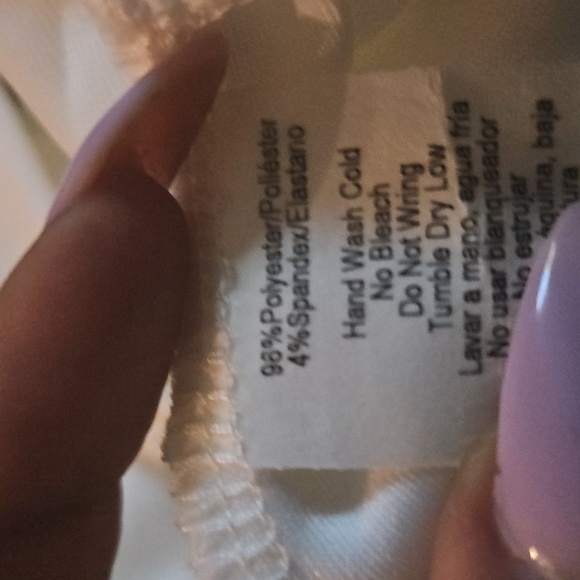 96%Polyester/Poliéster
4%Spandex/Elastano
Hand Wash Cold
No Bleach
Do Not Wring
Tumble Dry Low
Lavar a mano, egua fría
No usar blanqueador
No estrujar
baja